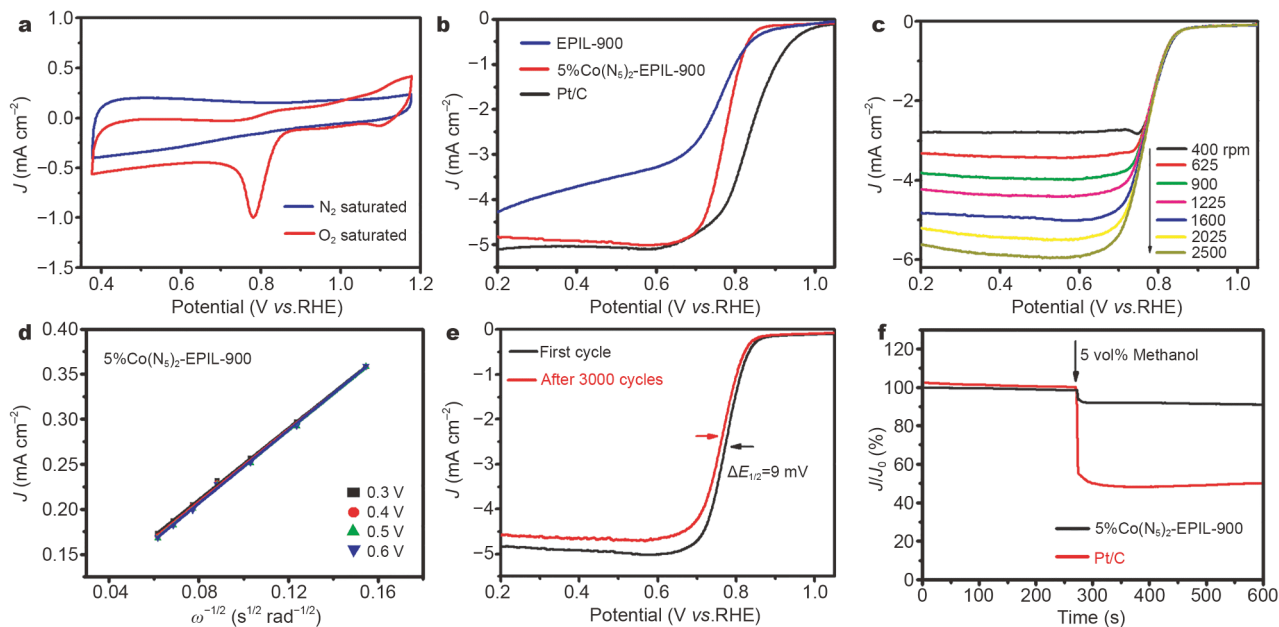 a
J (mA cm⁻²)
1.0
0.5
0.0
−0.5
−1.0
−1.5
N₂ saturated
O₂ saturated
0.4 0.6 0.8 1.0 1.2
Potential (V vs.RHE)
b
J (mA cm⁻²)
0
−1
−2
−3
−4
−5
EPIL-900
5%Co(N₅)₂-EPIL-900
Pt/C
0.2 0.4 0.6 0.8 1.0
Potential (V vs.RHE)
c
J (mA cm⁻²)
0
−2
−4
−6
400 rpm
625
900
1225
1600
2025
2500
0.2 0.4 0.6 0.8 1.0
Potential (V vs.RHE)
d
J (mA cm⁻²)
0.40
0.35
0.30
0.25
0.20
0.15
5%Co(N₅)₂-EPIL-900
0.3 V
0.4 V
0.5 V
0.6 V
0.04 0.08 0.12 0.16
ω⁻¹/² (s¹/² rad⁻¹/²)
e
J (mA cm⁻²)
0
−1
−2
−3
−4
−5
First cycle
After 3000 cycles
ΔE₁/₂=9 mV
0.2 0.4 0.6 0.8 1.0
Potential (V vs.RHE)
f
J/J₀ (%)
120
100
80
60
40
20
0
5 vol% Methanol
5%Co(N₅)₂-EPIL-900
Pt/C
0 100 200 300 400 500 600
Time (s)